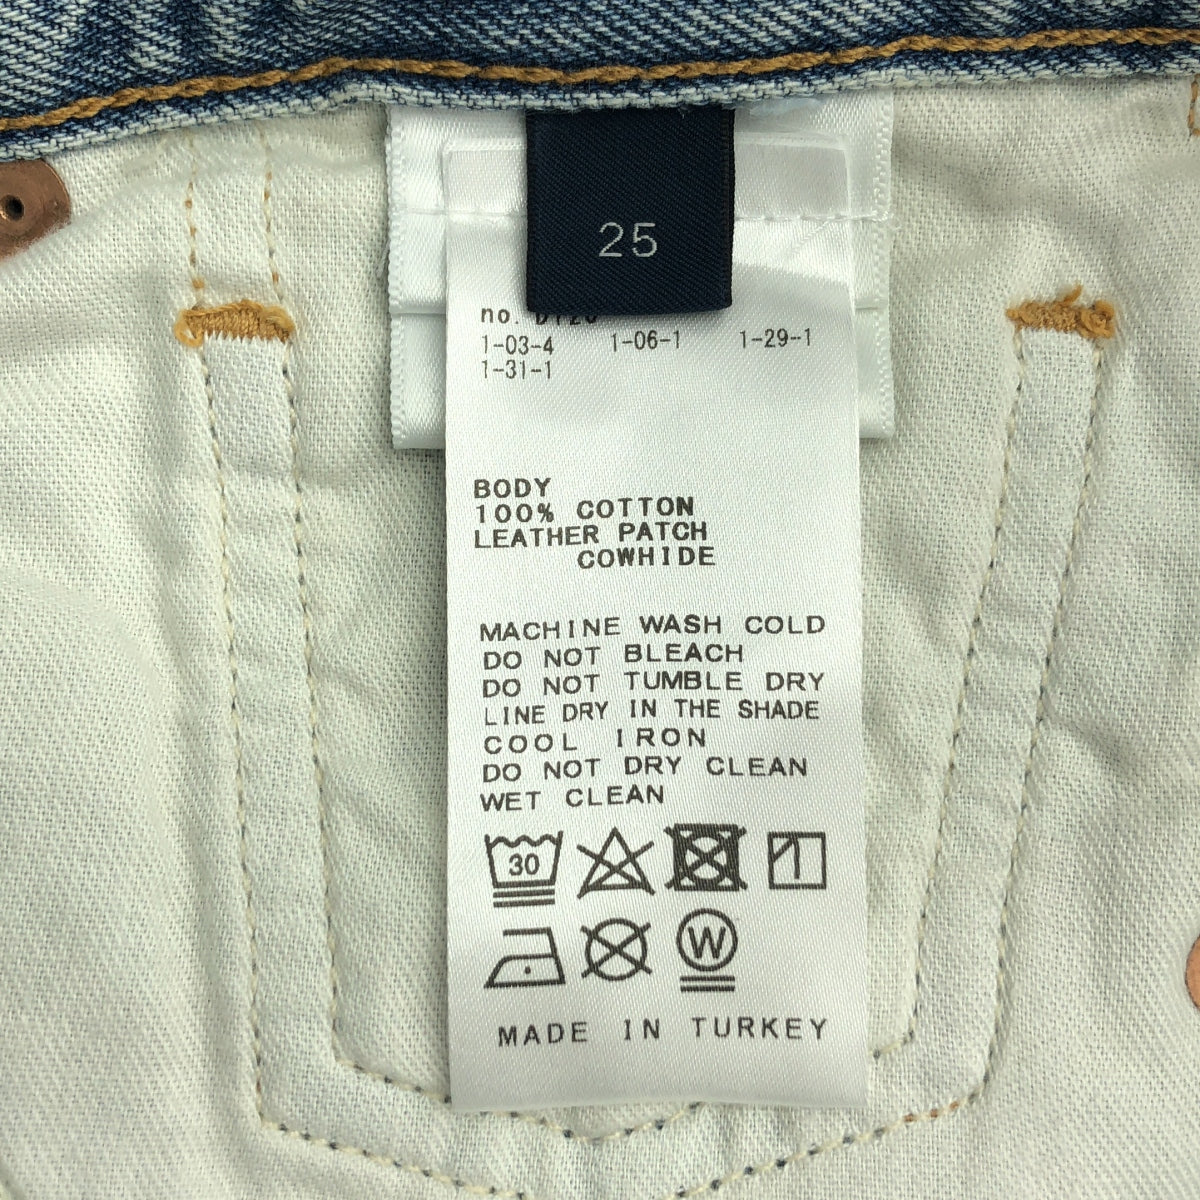 25
no.
1-03-4 1-06-1 1-29-1
1-31-1
BODY
100% COTTON
LEATHER PATCH
COWHIDE
MACHINE WASH COLD
DO NOT BLEACH
DO NOT TUMBLE DRY
LINE DRY IN THE SHADE
COOL IRON
DO NOT DRY CLEAN
WET CLEAN
30
W
MADE IN TURKEY